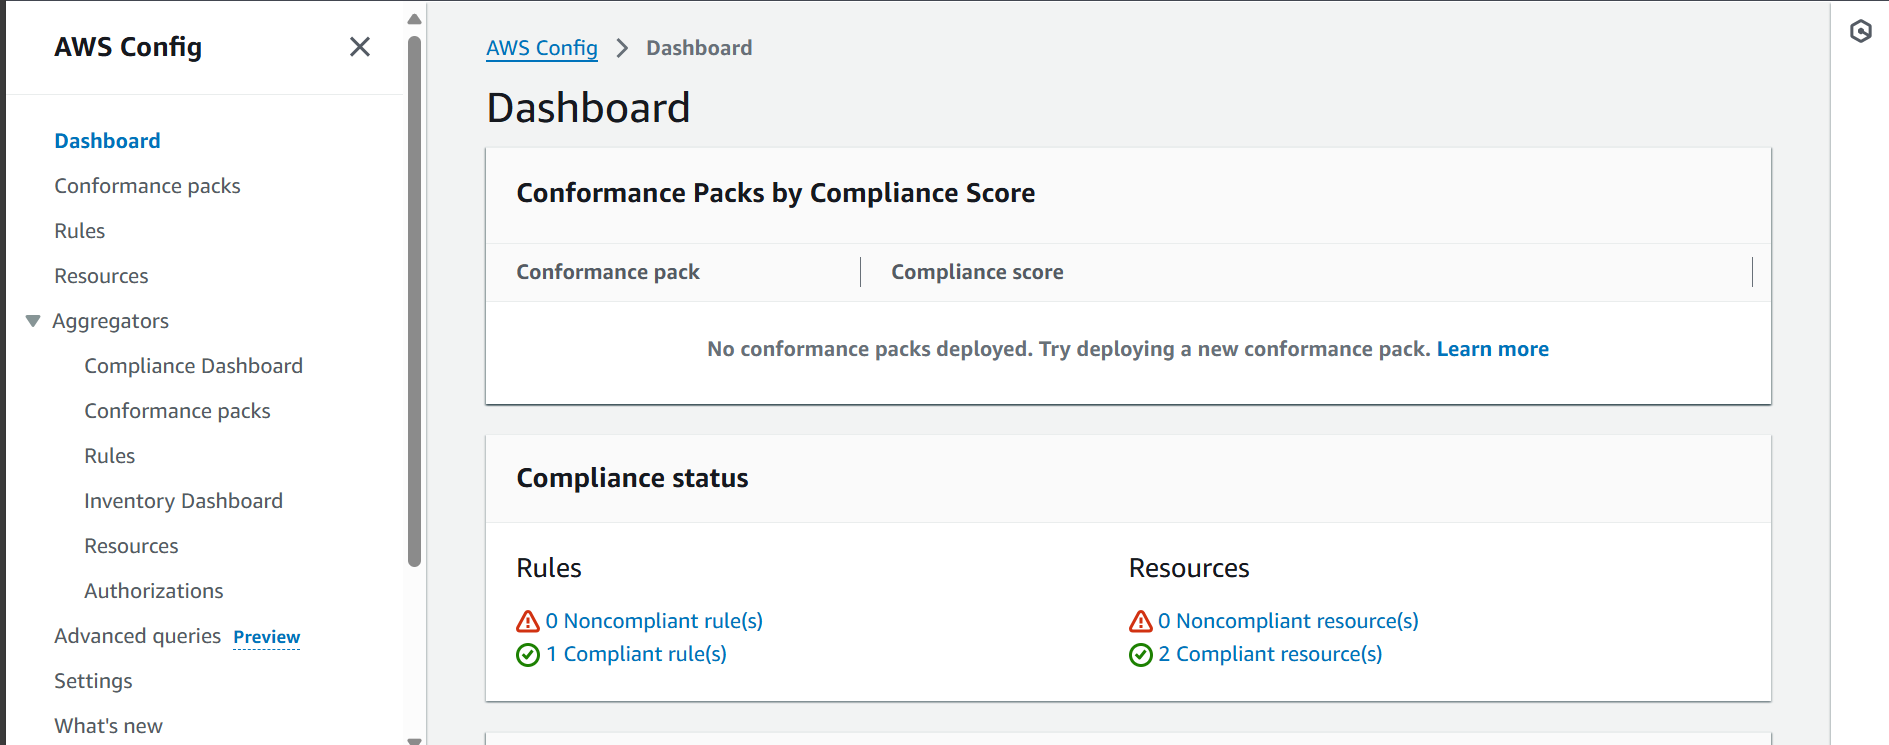 AWS Config
Dashboard
Conformance packs
Rules
Resources
Aggregators
Compliance Dashboard
Conformance packs
Rules
Inventory Dashboard
Resources
Authorizations
Advanced queries Preview
Settings
What's new
AWS Config > Dashboard
Dashboard
Conformance Packs by Compliance Score
Conformance pack Compliance score
No conformance packs deployed. Try deploying a new conformance pack. Learn more
Compliance status
Rules
0 Noncompliant rule(s)
1 Compliant rule(s)
Resources
0 Noncompliant resource(s)
2 Compliant resource(s)